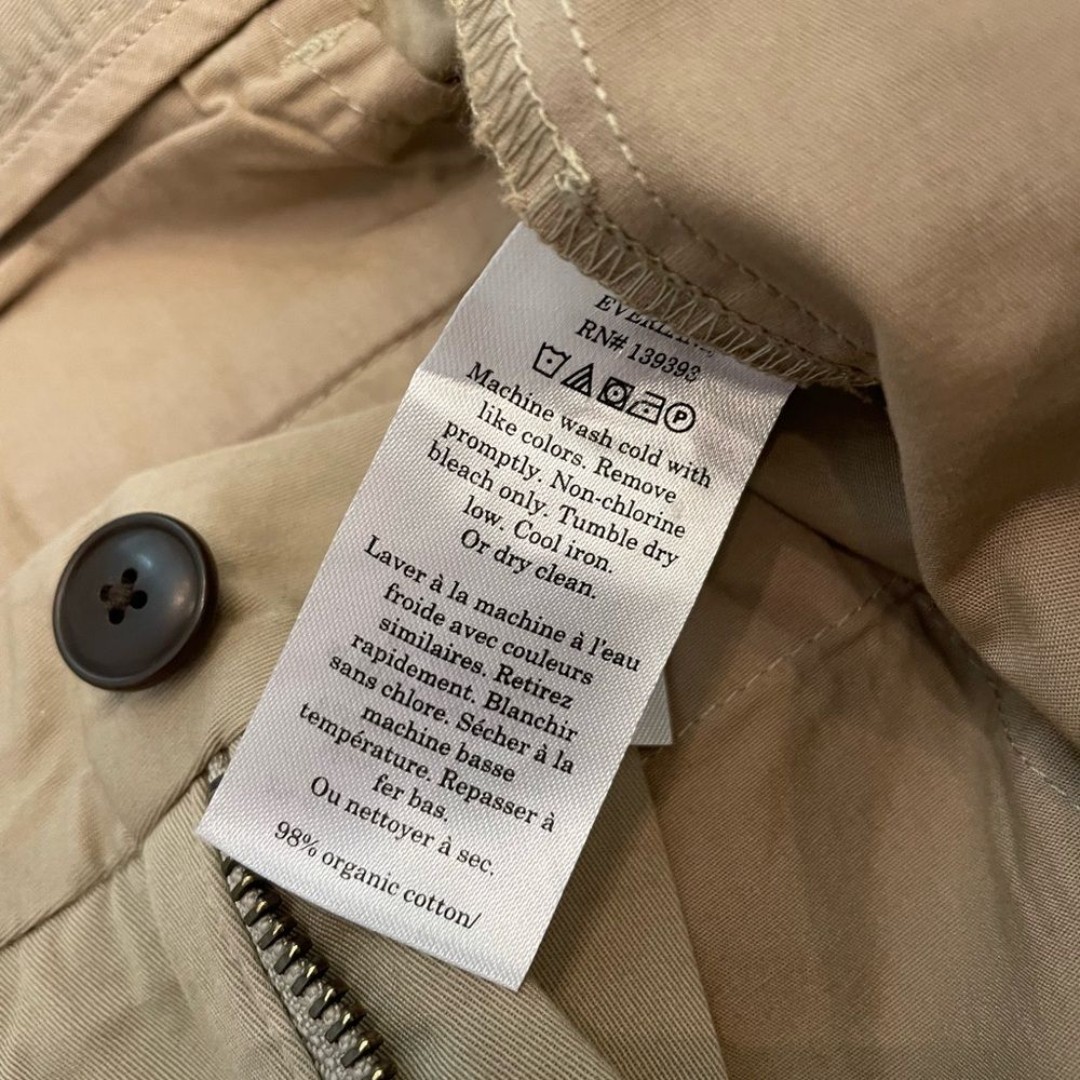 RN# 139393
P
Machine wash cold with
like colors. Remove
promptly. Non-chlorine
bleach only. Tumble dry
low. Cool iron.
Or dry clean.
Laver à la machine à l'eau
froide avec couleurs
similaires. Retirez
rapidement. Blanchir
sans chlore. Sécher à la
machine basse
température. Repasser à
fer bas.
Ou nettoyer à sec.
98% organic cotton/